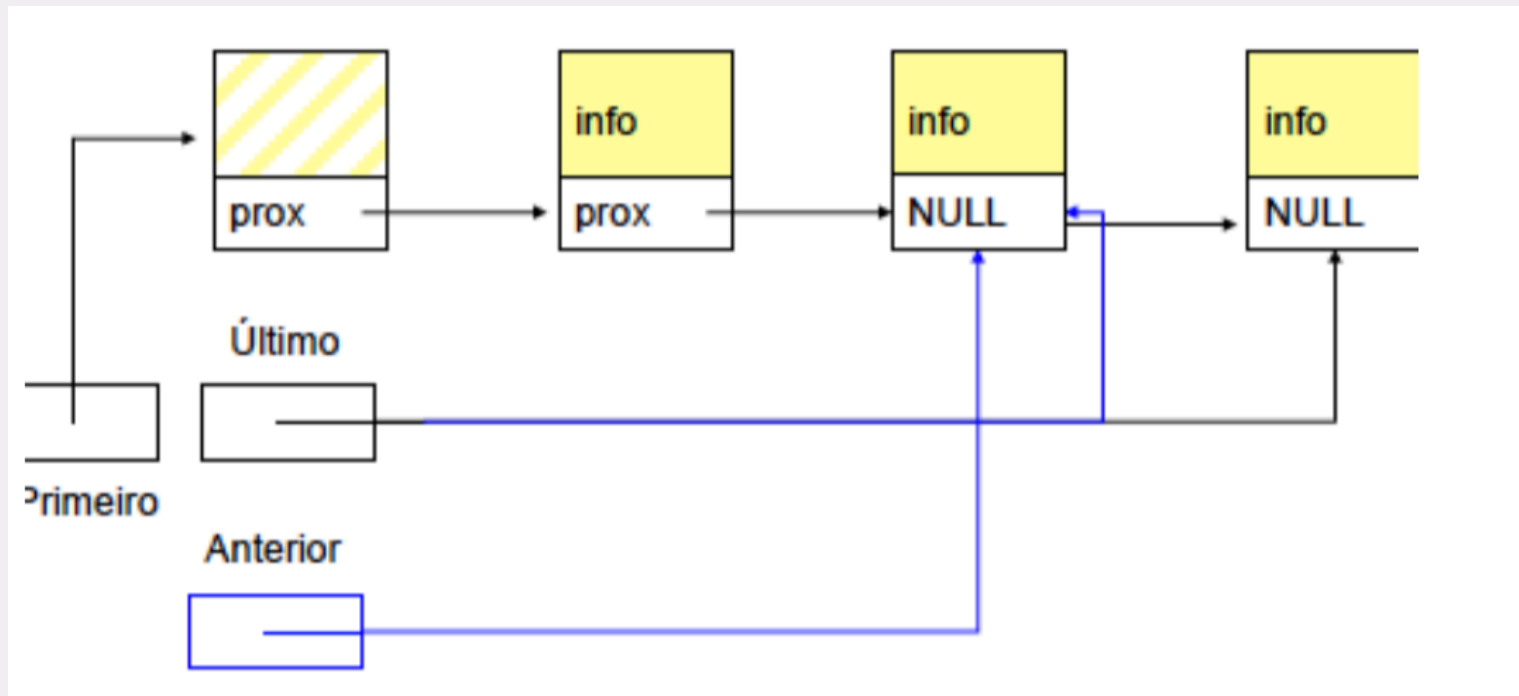 info
info
info
prox
prox
NULL
NULL
Último
Primeiro
Anterior